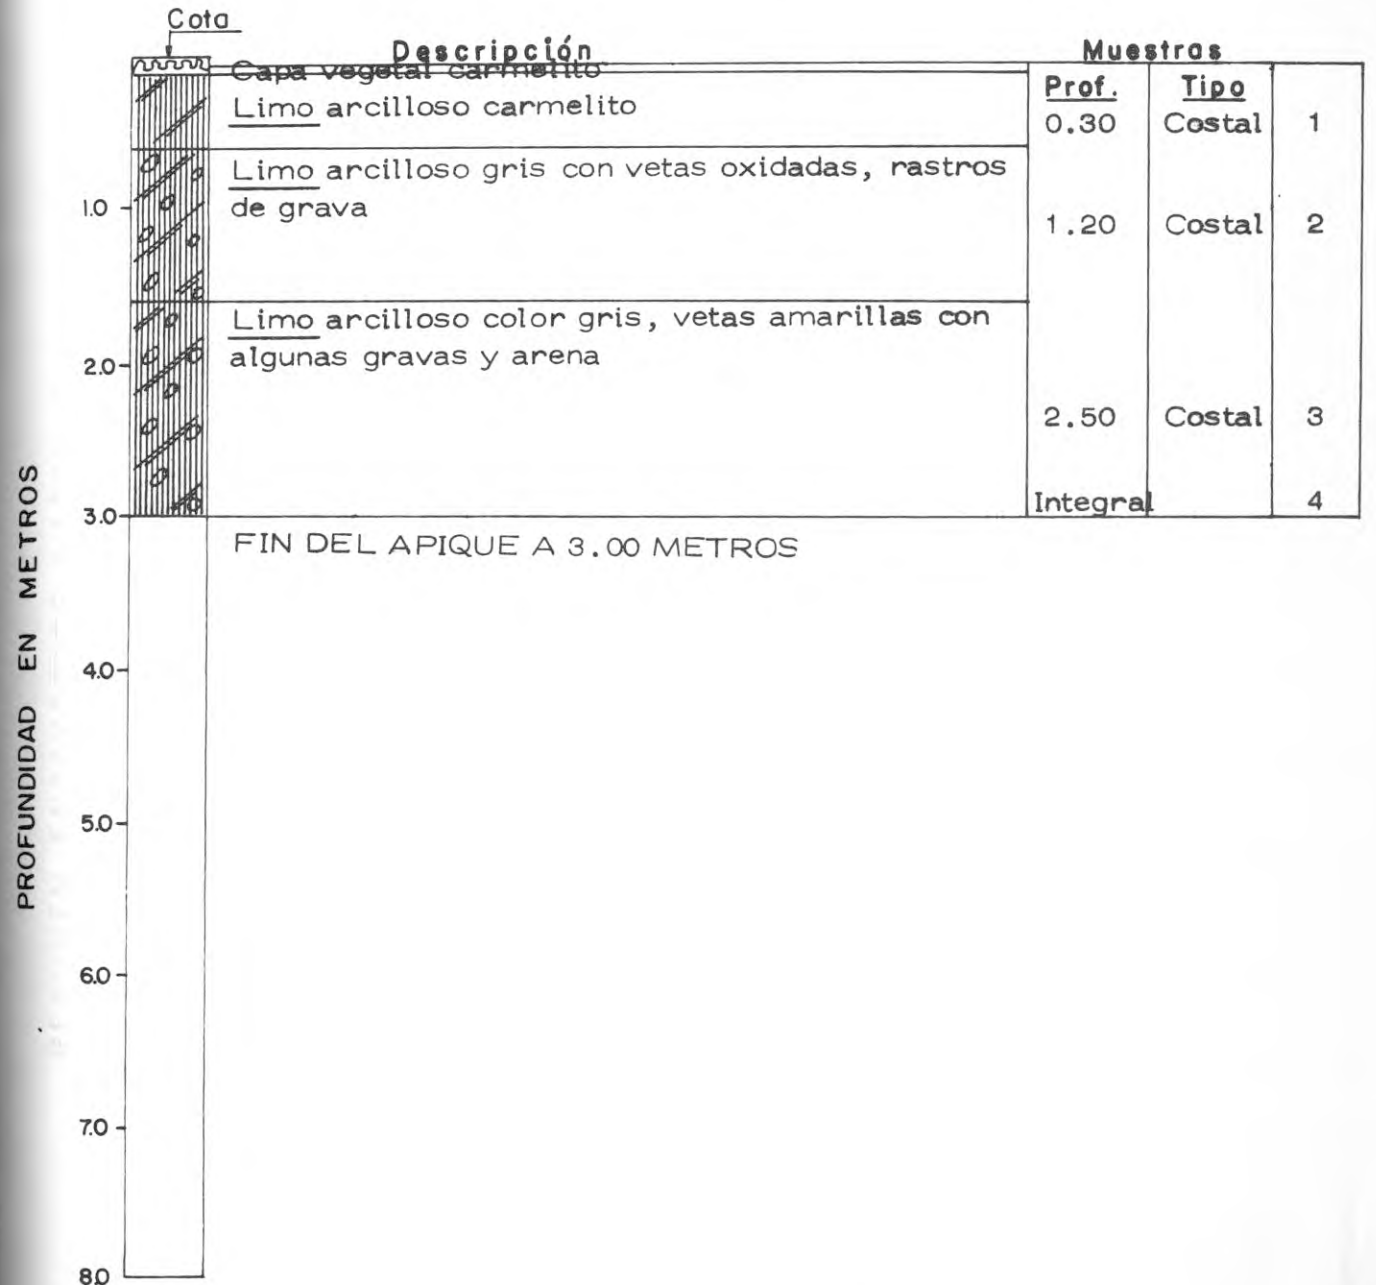 Cota
Descripción
Muestras
Capa vegetal carmelito
Prof.
Tipo
Limo arcilloso carmelito
0.30 Costal 1
Limo arcilloso gris con vetas oxidadas, rastros
de grava
1.0
1.20 Costal 2
Limo arcilloso color gris, vetas amarillas con
algunas gravas y arena
2.0
2.50 Costal 3
Integral 4
3.0
FIN DEL APIQUE A 3.00 METROS
4.0
5.0
6.0
7.0
8.0
PROFUNDIDAD EN METROS